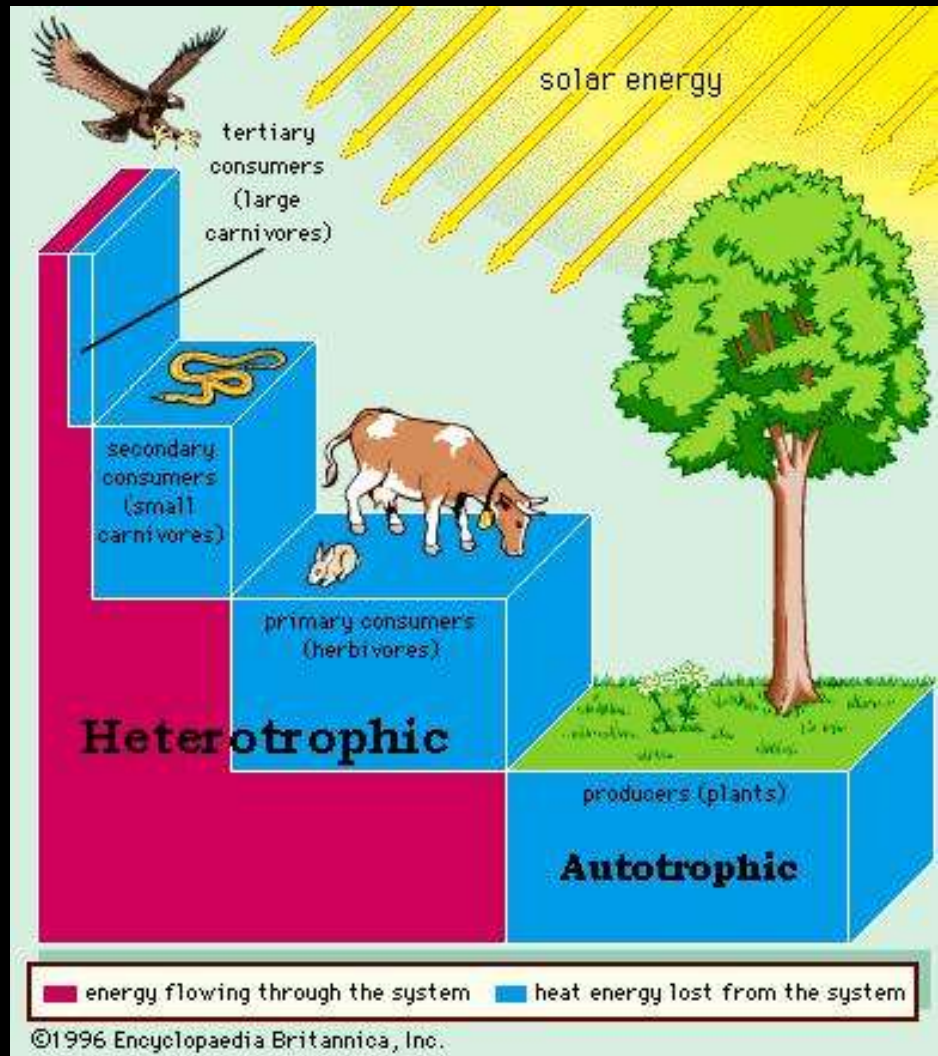 solar energy
tertiary
consumers
(large
carnivores)
secondary
consumers
(small
carnivores)
primary consumers
(herbivores)
Heterotrophic
producers (plants)
Autotrophic
energy flowing through the system
heat energy lost from the system
©1996 Encyclopaedia Britannica, Inc.